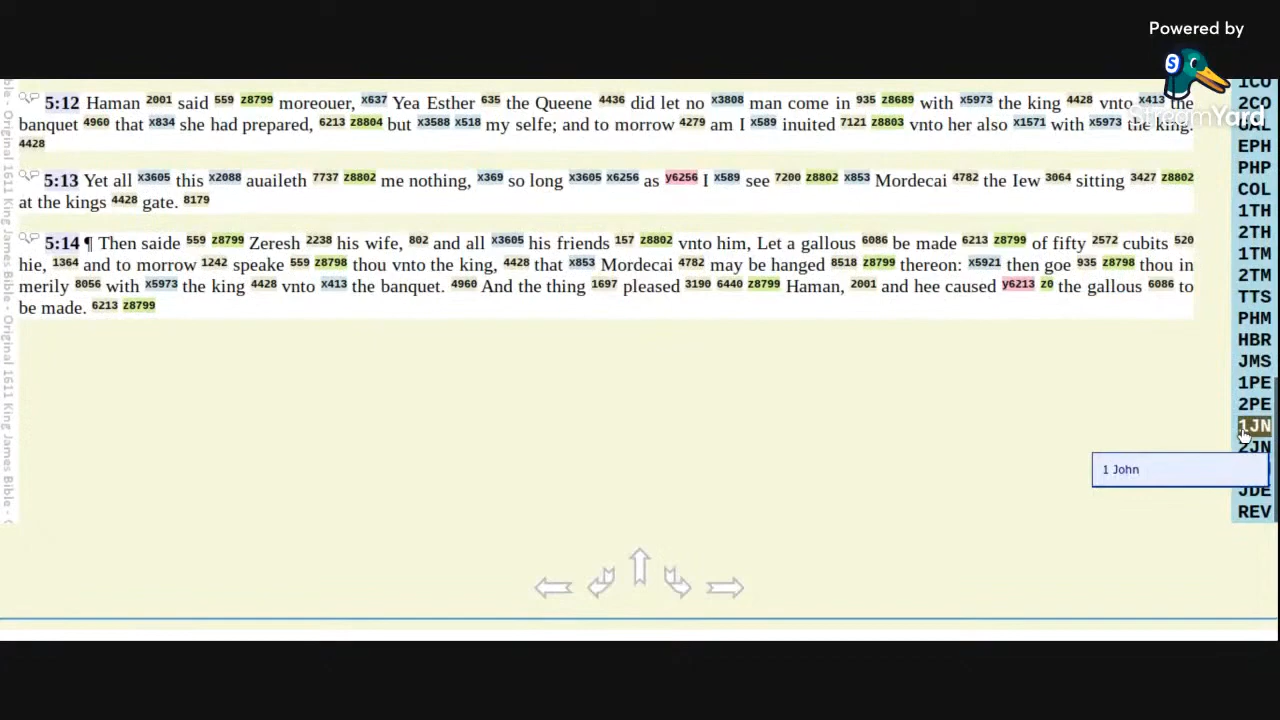 Powered by
S
StreamYard
5:12 Haman 2001 said 559 z8799 moreouer, x637 Yea Esther 635 the Queene 4436 did let no x3808 man come in 935 z8689 with x5973 the king 4428 vnto x413 the
banquet 4960 that x834 she had prepared, 6213 z8804 but x3588 x518 my selfe; and to morrow 4279 am I x589 inuited 7121 z8803 vnto her also x1571 with x5973 the king.
4428
5:13 Yet all x3605 this x2088 auaileth 7737 z8802 me nothing, x369 so long x3605 x6256 as y6256 I x589 see 7200 z8802 x853 Mordecai 4782 the Iew 3064 sitting 3427 z8802
at the kings 4428 gate. 8179
5:14 ¶ Then saide 559 z8799 Zeresh 2238 his wife, 802 and all x3605 his friends 157 z8802 vnto him, Let a gallous 6086 be made 6213 z8799 of fifty 2572 cubits 520
hie, 1364 and to morrow 1242 speake 559 z8798 thou vnto the king, 4428 that x853 Mordecai 4782 may be hanged 8518 z8799 thereon: x5921 then goe 935 z8798 thou in
merily 8056 with x5973 the king 4428 vnto x413 the banquet. 4960 And the thing 1697 pleased 3190 6440 z8799 Haman, 2001 and hee caused y6213 z0 the gallous 6086 to
be made. 6213 z8799
Bible - Original 1611 King James Bible -
1CO
2CO
GAL
EPH
PHP
COL
1TH
2TH
1TM
2TM
TTS
PHM
HBR
JMS
1PE
2PE
1JN
2JN
1 John
JDE
REV